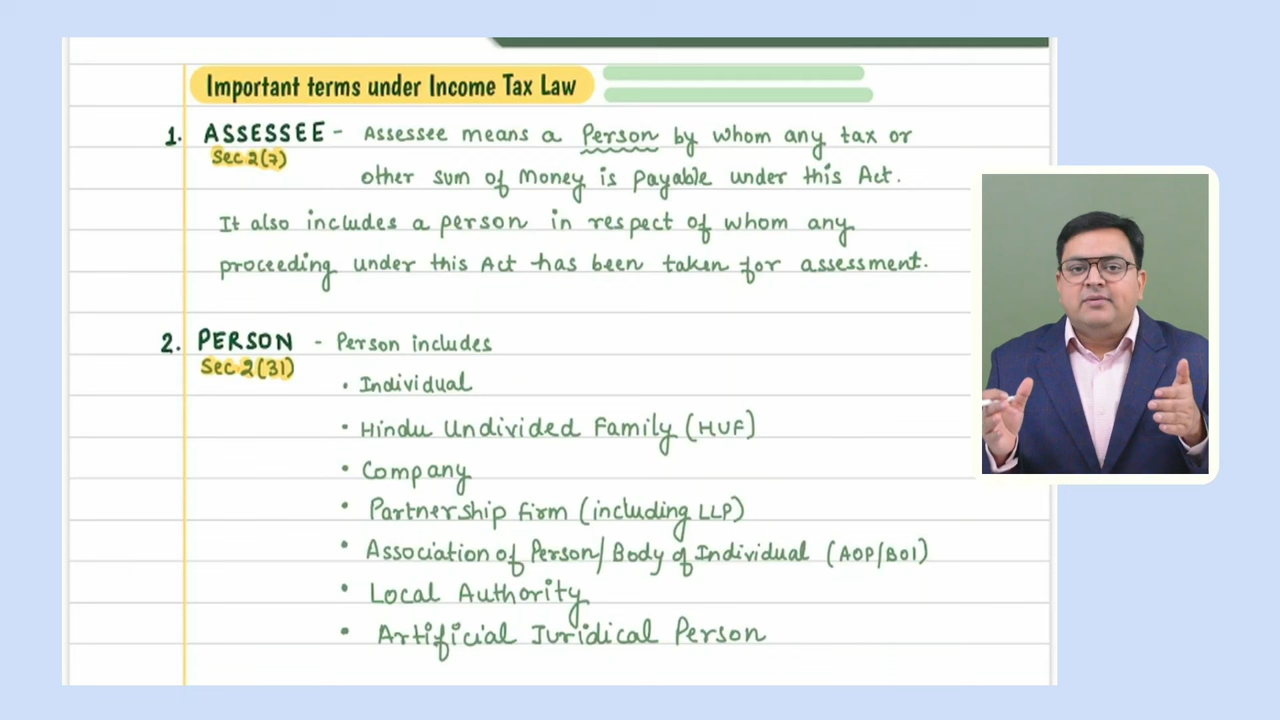 Important terms under Income Tax Law
1. ASSESSEE - Assessee means a Person by whom any tax or
Sec 2(7)
other sum of Money is Payable under this Act.
It also includes a person in respect of whom any
proceeding under this Act has been taken for assessment.
2. PERSON - Person includes
Sec 2(31)
• Individual
• Hindu Undivided Family (HUF)
• Company
• Partnership Firm (including LLP)
• Association of Person/Body of Individual (AOP/BOI)
• Local Authority
• Artificial Juridical Person